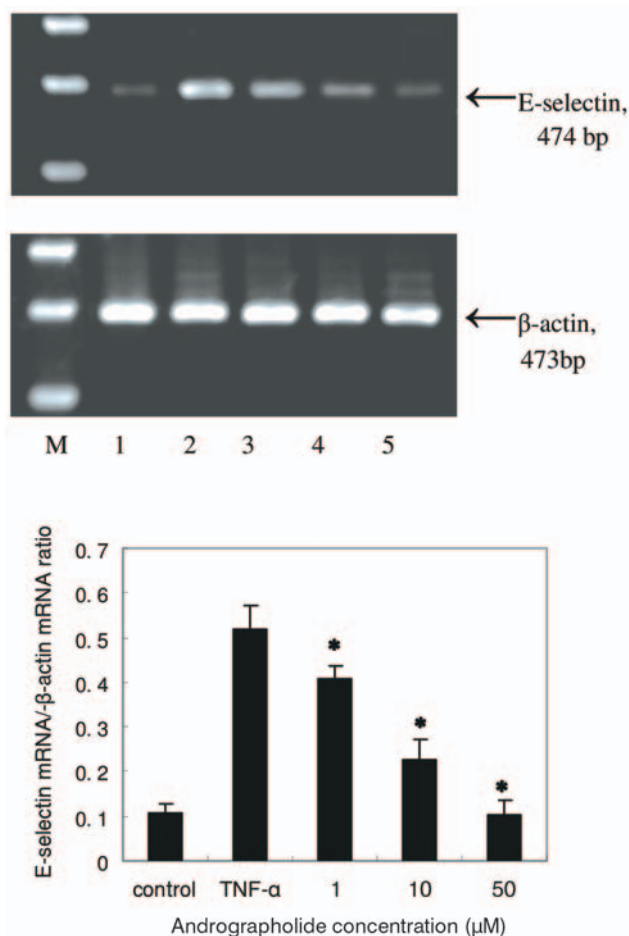 E-selectin,
474 bp
β-actin,
473bp
M 1 2 3 4 5
E-selectin mRNA/-β-actin mRNA ratio
0. 7
0. 6
0. 5
0. 4
0. 3
0. 2
0. 1
0
*
*
*
control TNF-α 1 10 50
Andrographolide concentration (μM)